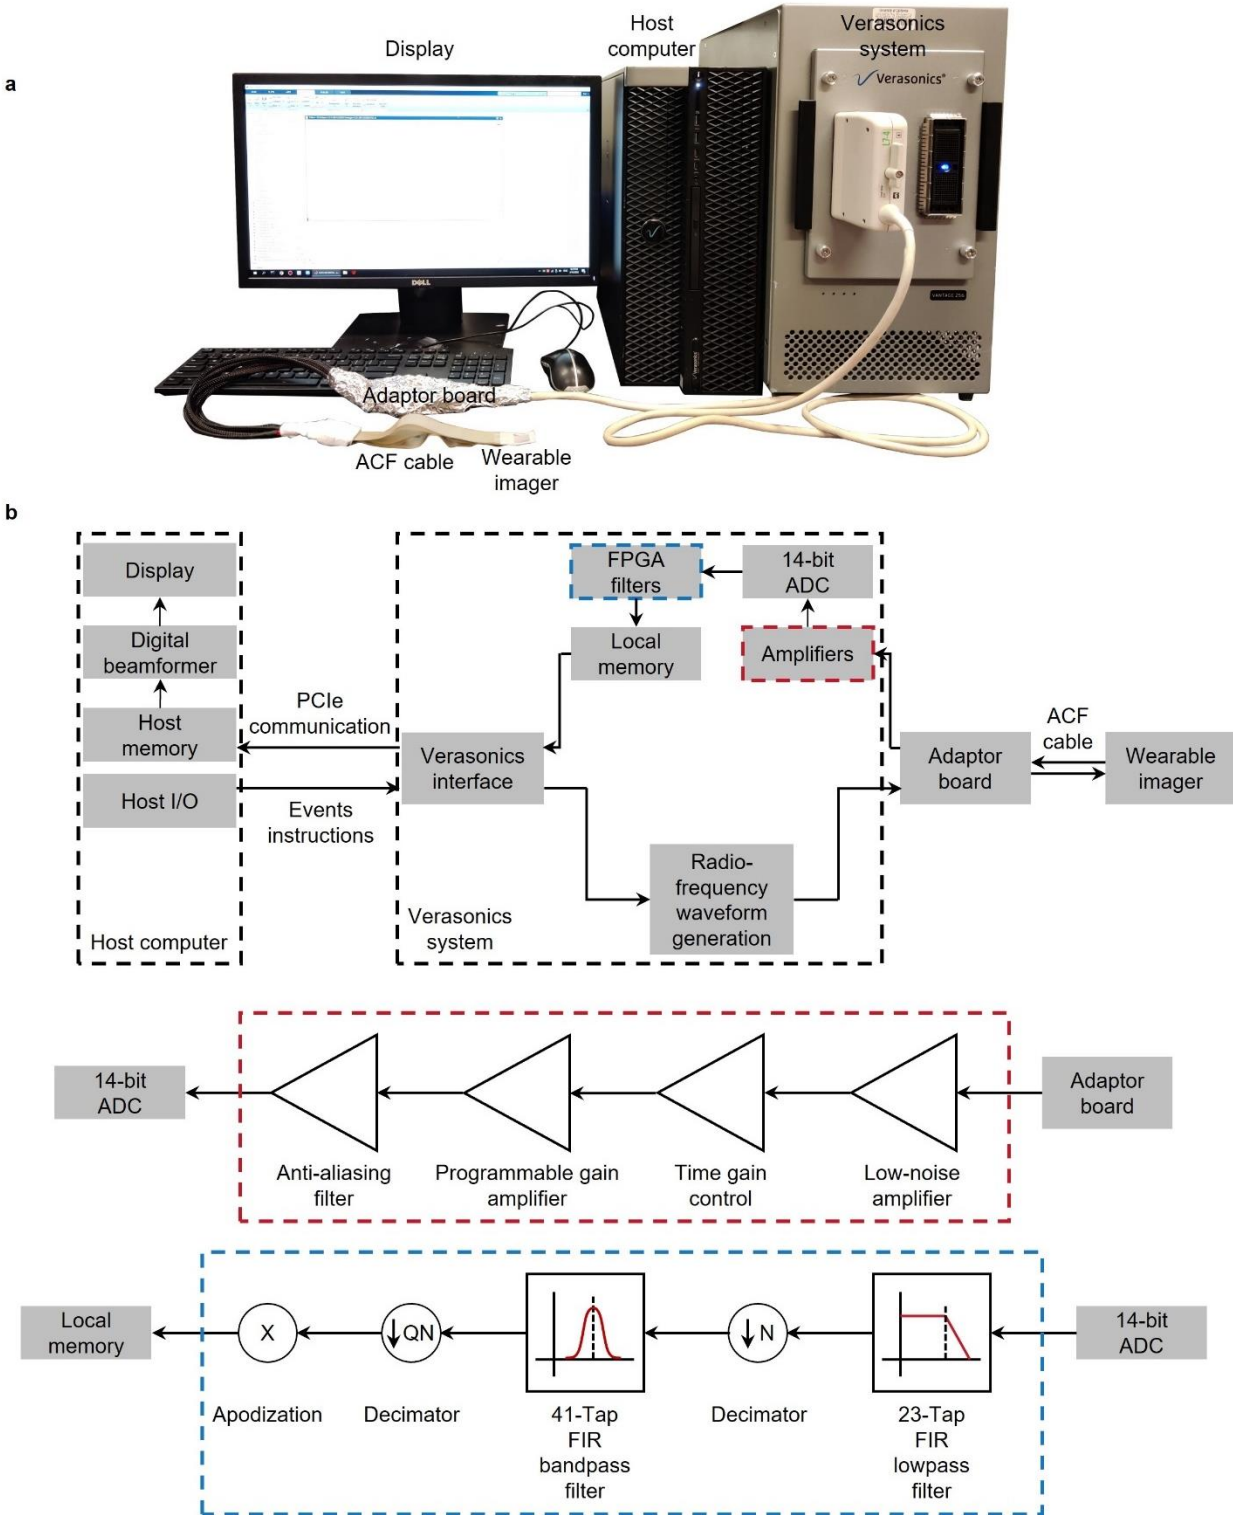 a
Display
Host
computer
Verasonics
system
Verasonics®
DELL
Adaptor board
ACF cable
Wearable
imager
b
Display
Digital
beamformer
Host
memory
Host I/O
Host computer
PCIe
communication
Events
instructions
FPGA
filters
14-bit
ADC
Local
memory
Amplifiers
Verasonics
interface
Radio-
frequency
waveform
generation
Verasonics
system
Adaptor
board
ACF
cable
Wearable
imager
14-bit
ADC
Adaptor
board
Anti-aliasing
filter
Programmable gain
amplifier
Time gain
control
Low-noise
amplifier
Local
memory
X
↓QN
↓N
14-bit
ADC
Apodization
Decimator
41-Tap
FIR
bandpass
filter
Decimator
23-Tap
FIR
lowpass
filter